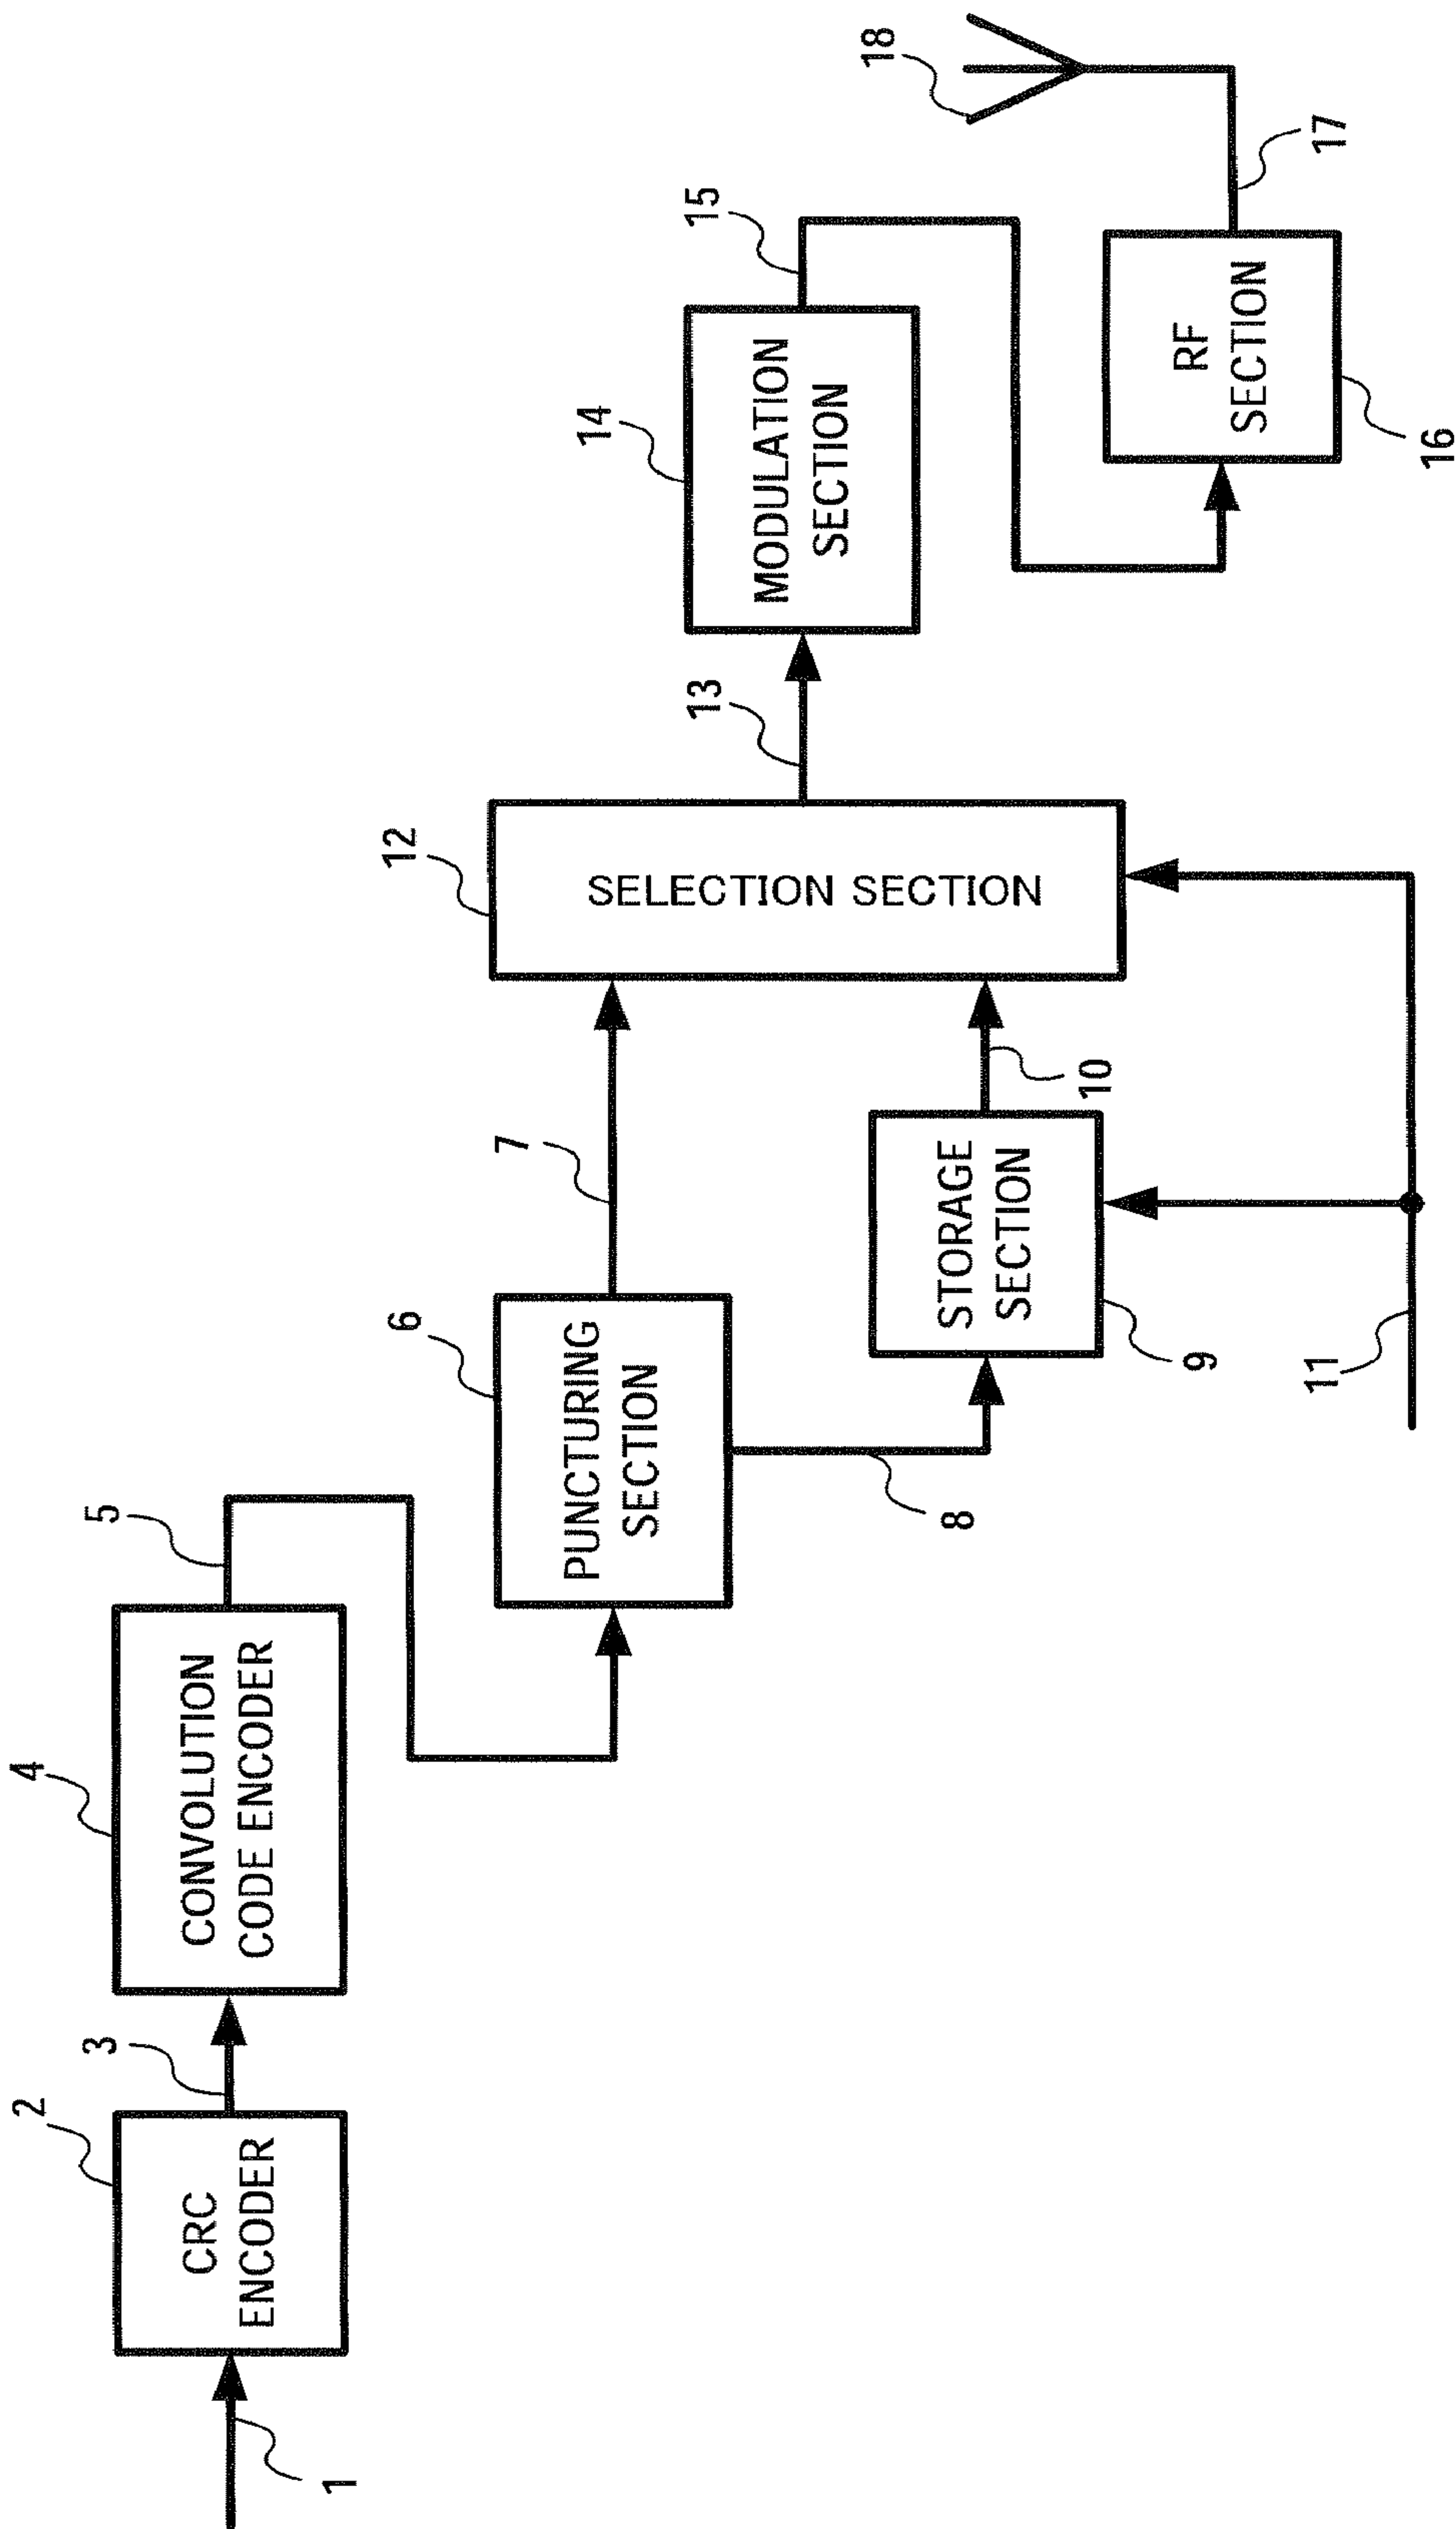 1
2
CRC
ENCODER
3
4
CONVOLUTION
CODE ENCODER
5
6
PUNCTURING
SECTION
7
8
STORAGE
SECTION
9
10
11
12
SELECTION SECTION
13
14
MODULATION
SECTION
15
RF
SECTION
16
17
18